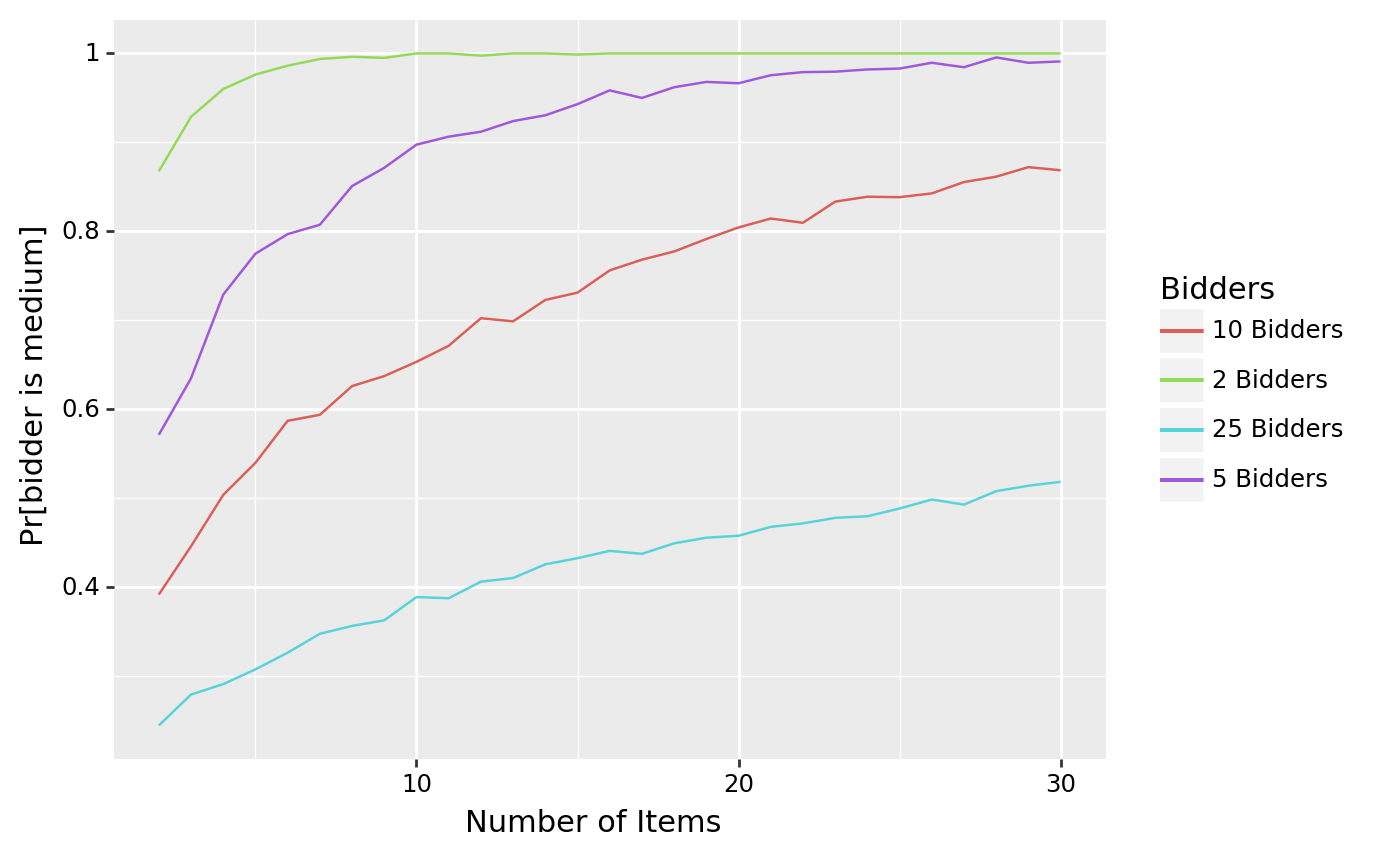 1
0.8
0.6
0.4
Pr[bidder is medium]
10
20
30
Number of Items
Bidders
10 Bidders
2 Bidders
25 Bidders
5 Bidders